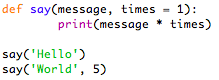 def say(message, times = 1):
        print(message * times)

say('Hello')
say('World', 5)